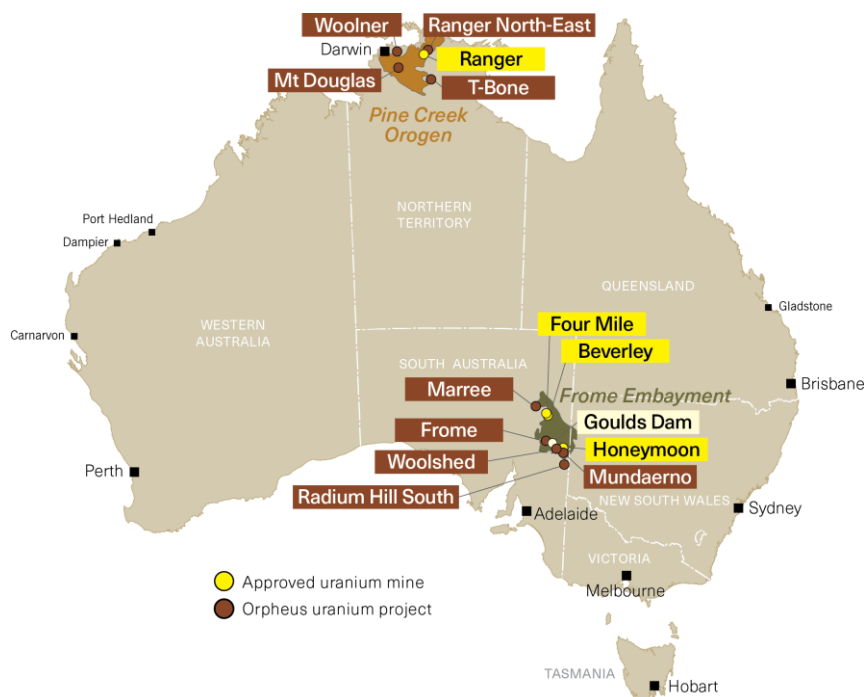 Woolner
Ranger North-East
Darwin
Ranger
Mt Douglas
T-Bone
Pine Creek
Orogen
NORTHERN
TERRITORY
Port Hedland
Dampier
QUEENSLAND
Gladstone
Carnarvon
WESTERN
AUSTRALIA
Four Mile
Beverley
SOUTH AUSTRALIA
Marree
Frome Embayment
Brisbane
Goulds Dam
Frome
Honeymoon
Woolshed
Perth
Mundaerno
Radium Hill South
NEW SOUTH WALES
Sydney
Adelaide
VICTORIA
Melbourne
Approved uranium mine
Orpheus uranium project
TASMANIA
Hobart